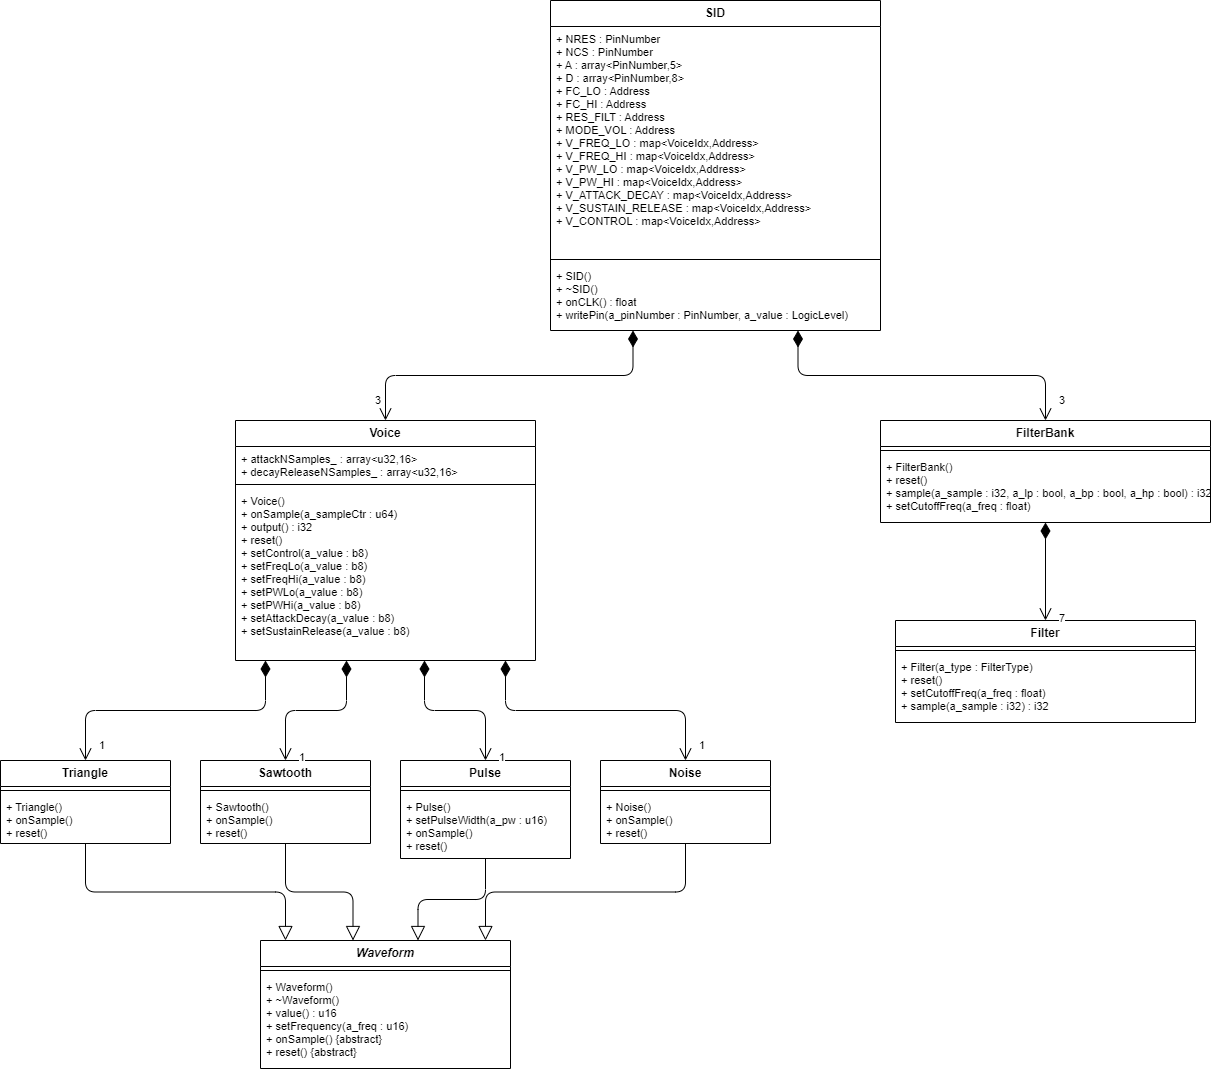 SID
+ NRES : PinNumber
+ NCS : PinNumber
+ A : array<PinNumber,5>
+ D : array<PinNumber,8>
+ FC_LO : Address
+ FC_HI : Address
+ RES_FILT : Address
+ MODE_VOL : Address
+ V_FREQ_LO : map<VoiceIdx,Address>
+ V_FREQ_HI : map<VoiceIdx,Address>
+ V_PW_LO : map<VoiceIdx,Address>
+ V_PW_HI : map<VoiceIdx,Address>
+ V_ATTACK_DECAY : map<VoiceIdx,Address>
+ V_SUSTAIN_RELEASE : map<VoiceIdx,Address>
+ V_CONTROL : map<VoiceIdx,Address>
+ SID()
+ ~SID()
+ onCLK() : float
+ writePin(a_pinNumber : PinNumber, a_value : LogicLevel)
3
3
Voice
+ attackNSamples_ : array<u32,16>
+ decayReleaseNSamples_ : array<u32,16>
+ Voice()
+ onSample(a_sampleCtr : u64)
+ output() : i32
+ reset()
+ setControl(a_value : b8)
+ setFreqLo(a_value : b8)
+ setFreqHi(a_value : b8)
+ setPWLo(a_value : b8)
+ setPWHi(a_value : b8)
+ setAttackDecay(a_value : b8)
+ setSustainRelease(a_value : b8)
FilterBank
+ FilterBank()
+ reset()
+ sample(a_sample : i32, a_lp : bool, a_bp : bool, a_hp : bool) : i32
+ setCutoffFreq(a_freq : float)
7
Filter
+ Filter(a_type : FilterType)
+ reset()
+ setCutoffFreq(a_freq : float)
+ sample(a_sample : i32) : i32
1
1
1
1
Triangle
+ Triangle()
+ onSample()
+ reset()
Sawtooth
+ Sawtooth()
+ onSample()
+ reset()
Pulse
+ Pulse()
+ setPulseWidth(a_pw : u16)
+ onSample()
+ reset()
Noise
+ Noise()
+ onSample()
+ reset()
Waveform
+ Waveform()
+ ~Waveform()
+ value() : u16
+ setFrequency(a_freq : u16)
+ onSample() {abstract}
+ reset() {abstract}